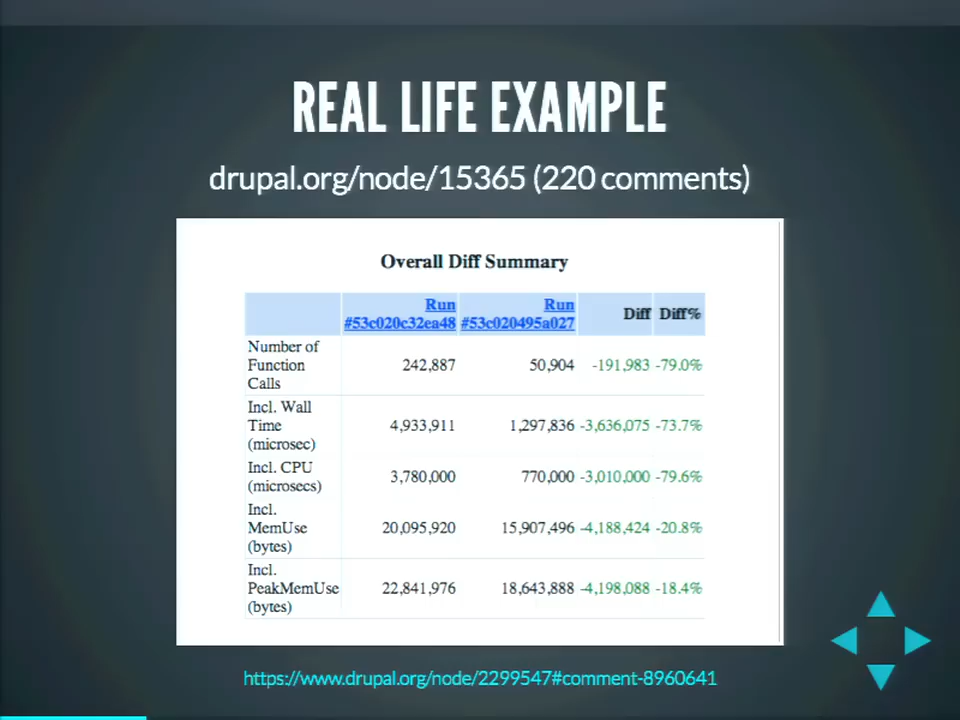 REAL LIFE EXAMPLE
drupal.org/node/15365 (220 comments)
Overall Diff Summary
Run #53c020c32ea48 Run #53c020495a027 Diff Diff%
Number of Function Calls 242,887 50,904 -191,983 -79.0%
Incl. Wall Time (microsec) 4,933,911 1,297,836 -3,636,075 -73.7%
Incl. CPU (microsecs) 3,780,000 770,000 -3,010,000 -79.6%
Incl. MemUse (bytes) 20,095,920 15,907,496 -4,188,424 -20.8%
Incl. PeakMemUse (bytes) 22,841,976 18,643,888 -4,198,088 -18.4%
https://www.drupal.org/node/2299547#comment-8960641